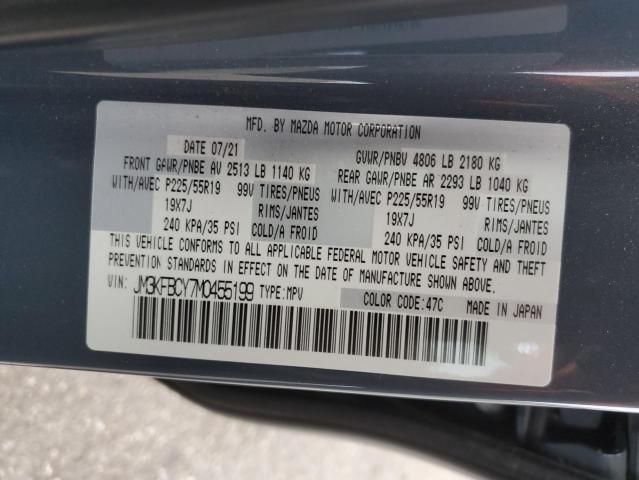 MFD. BY MAZDA MOTOR CORPORATION
DATE 07/21 GVWR/PNBV 4806 LB 2180 KG
FRONT GAWR/PNBE AV 2513 LB 1140 KG REAR GAWR/PNBE AR 2293 LB 1040 KG
WITH/AVEC P225/55R19 99V TIRES/PNEUS WITH/AVEC P225/55R19 99V TIRES/PNEUS
19X7J RIMS/JANTES 19X7J RIMS/JANTES
240 KPA/35 PSI COLD/A FROID 240 KPA/35 PSI COLD/A FROID
THIS VEHICLE CONFORMS TO ALL APPLICABLE FEDERAL MOTOR VEHICLE SAFETY AND THEFT
PREVENTION STANDARDS IN EFFECT ON THE DATE OF MANUFACTURE SHOWN ABOVE.
VIN: JM3KFBCY7M0455199 TYPE:MPV COLOR CODE:47C MADE IN JAPAN